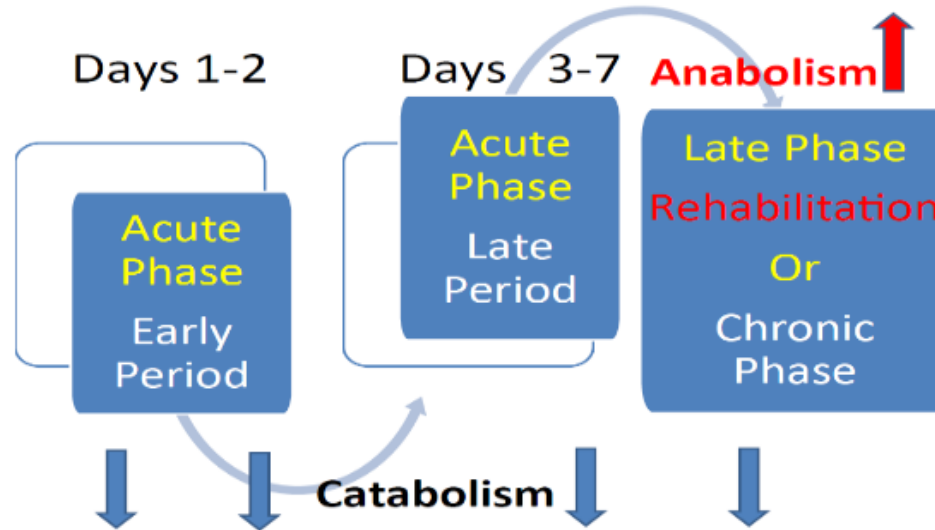 Days 1-2
Acute
Phase
Early
Period
Days 3-7
Acute
Phase
Late
Period
Anabolism
Late Phase
Rehabilitation
Or
Chronic
Phase
Catabolism